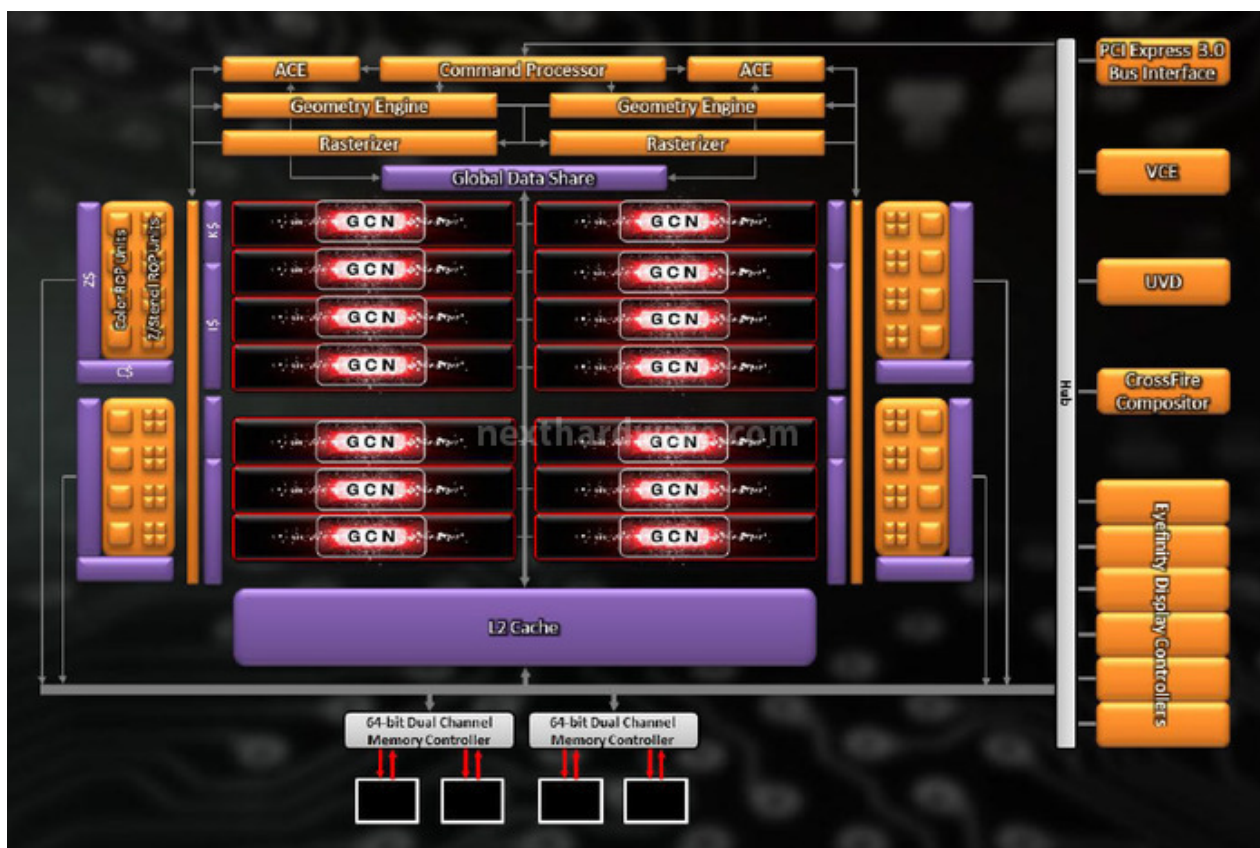 ACE
Command Processor
ACE
Geometry Engine
Geometry Engine
Rasterizer
Rasterizer
Global Data Share
Z$
Color ROP Units
Z/Stencil ROP Units
C$
K$
I$
GCN
GCN
GCN
GCN
GCN
GCN
GCN
GCN
GCN
GCN
GCN
GCN
GCN
GCN
nexthardware.com
L2 Cache
64-bit Dual Channel
Memory Controller
64-bit Dual Channel
Memory Controller
Hub
PCI Express 3.0
Bus Interface
VCE
UVD
CrossFire
Compositor
Eyefinity Display Controllers